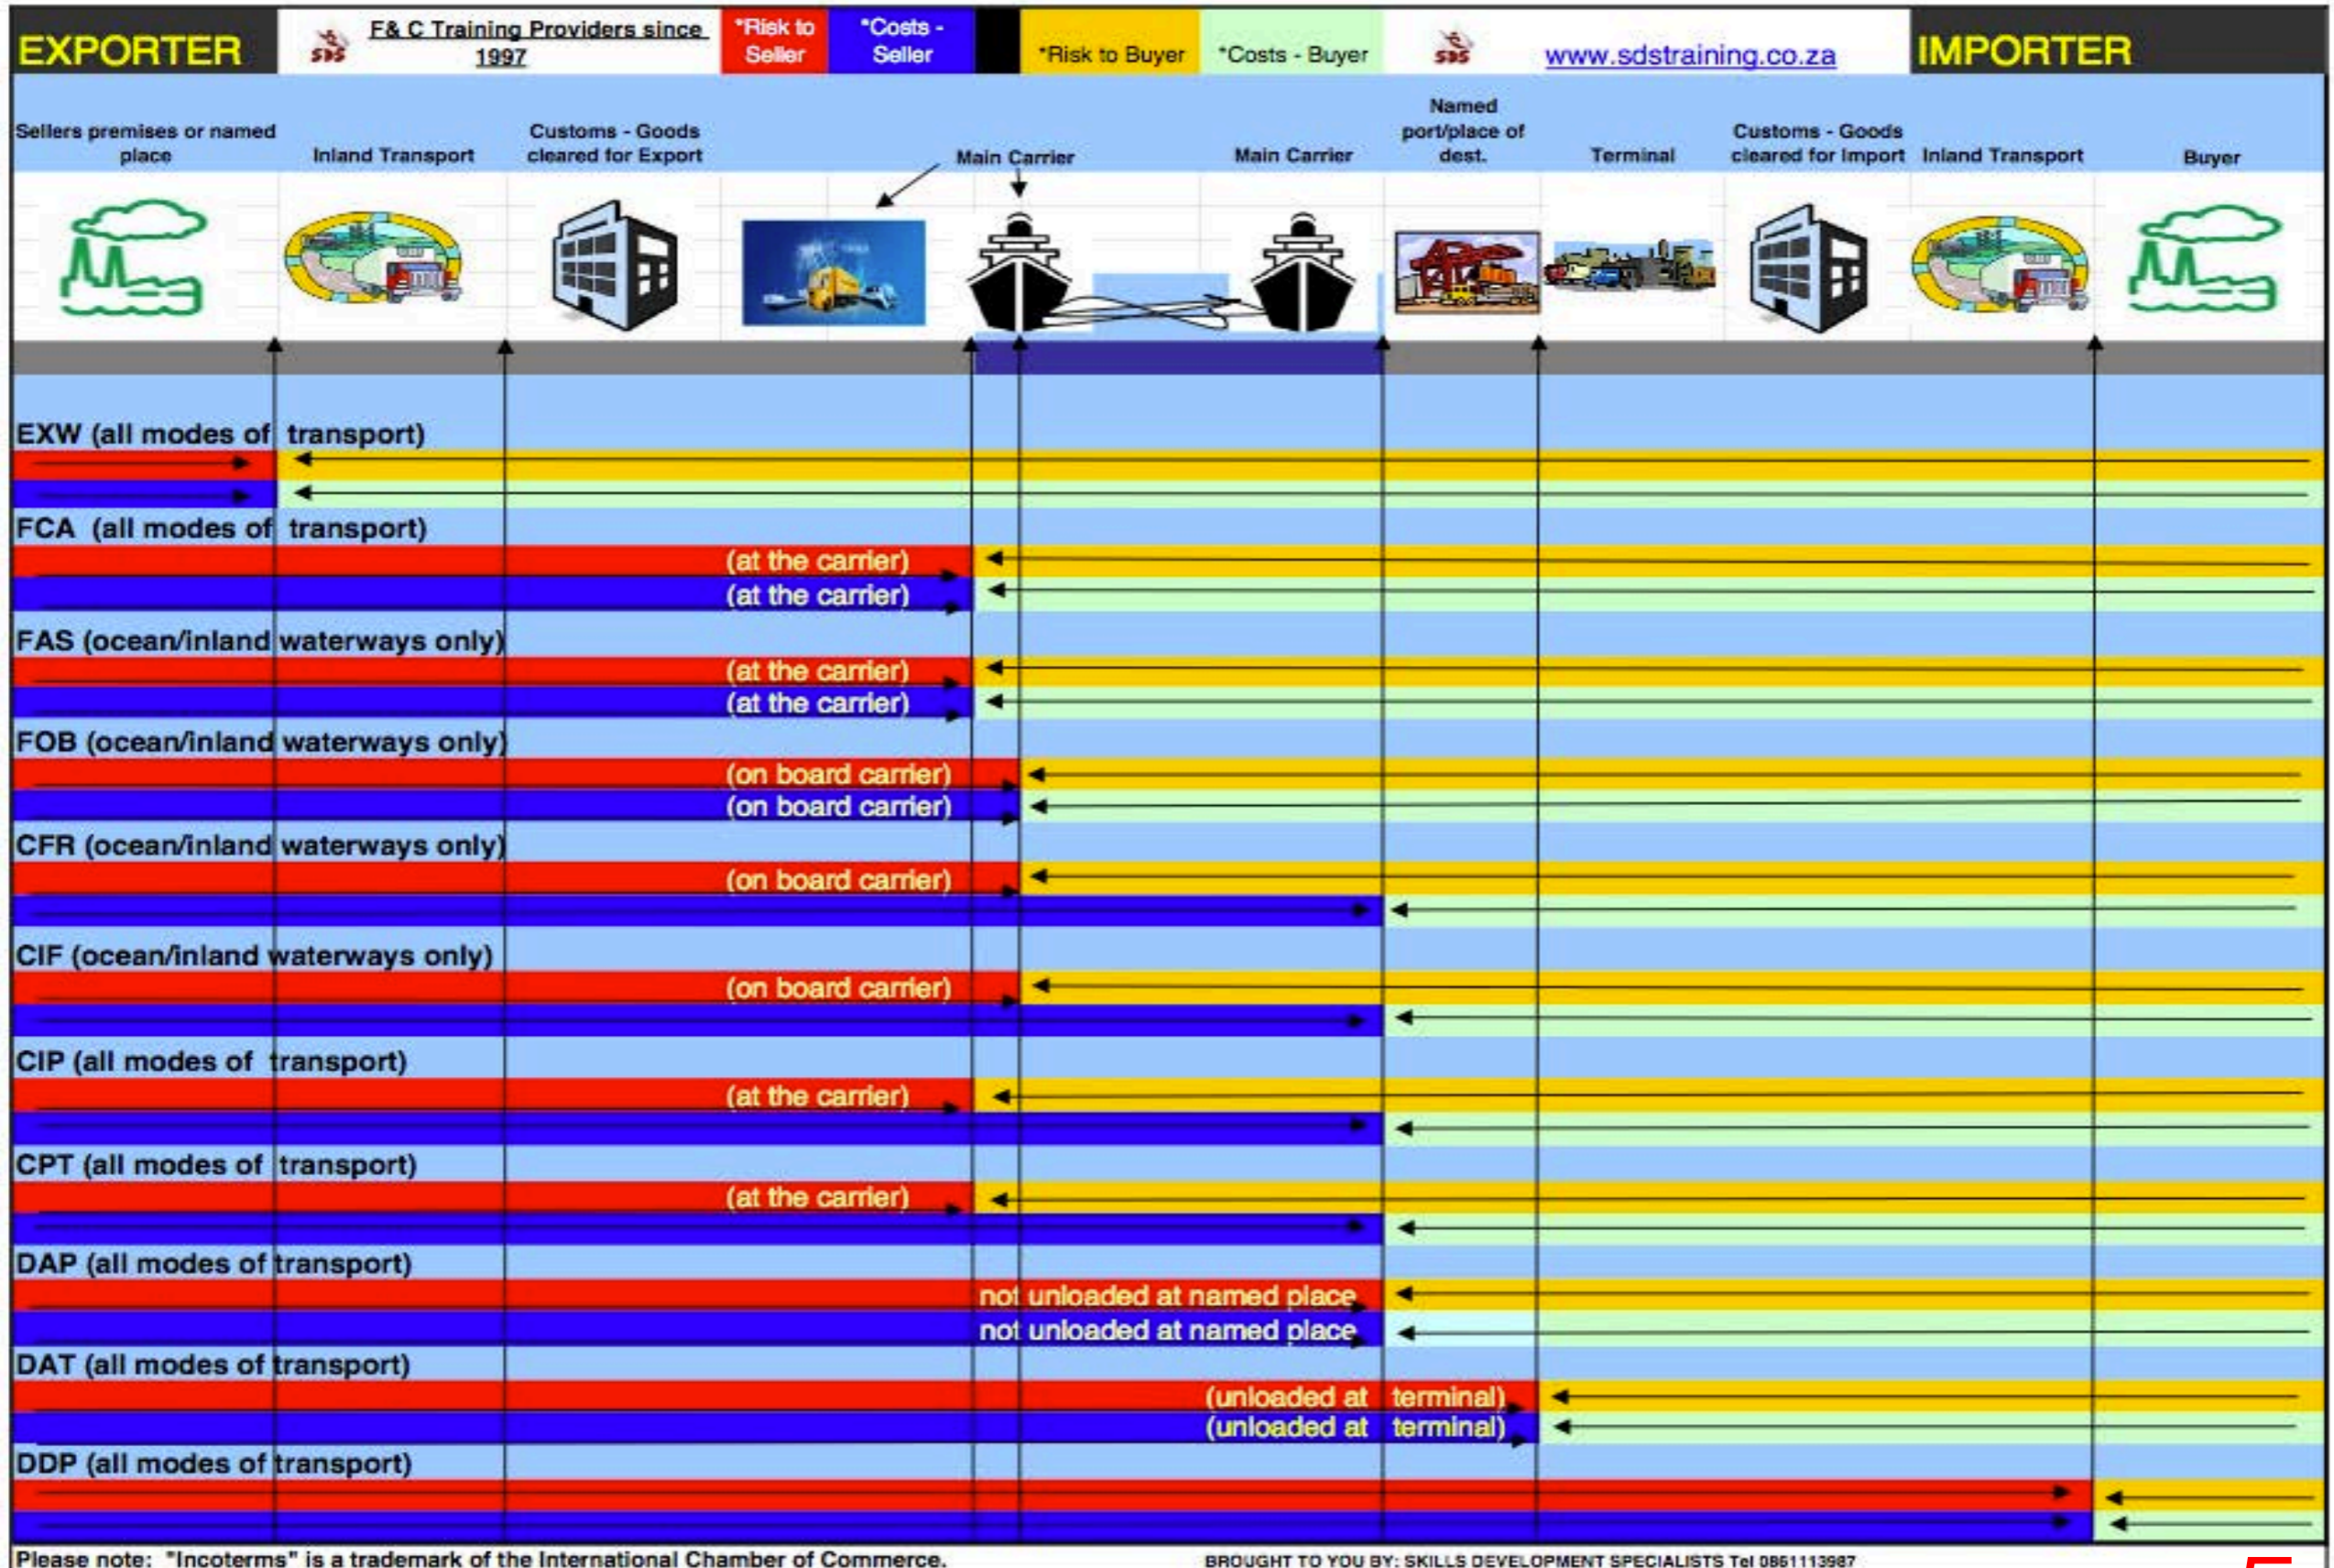 EXPORTER
SDS
F& C Training Providers since
1997
*Risk to
Seller
*Costs -
Seller
*Risk to Buyer
*Costs - Buyer
SDS
www.sdstraining.co.za
IMPORTER
Sellers premises or named
place
Inland Transport
Customs - Goods
cleared for Export
Main Carrier
Main Carrier
Named
port/place of
dest.
Terminal
Customs - Goods
cleared for Import
Inland Transport
Buyer
EXW (all modes of transport)
FCA (all modes of transport)
(at the carrier)
(at the carrier)
FAS (ocean/inland waterways only)
(at the carrier)
(at the carrier)
FOB (ocean/inland waterways only)
(on board carrier)
(on board carrier)
CFR (ocean/inland waterways only)
(on board carrier)
CIF (ocean/inland waterways only)
(on board carrier)
CIP (all modes of transport)
(at the carrier)
CPT (all modes of transport)
(at the carrier)
DAP (all modes of transport)
not unloaded at named place
not unloaded at named place
DAT (all modes of transport)
(unloaded at terminal)
(unloaded at terminal)
DDP (all modes of transport)
Please note: "Incoterms" is a trademark of the International Chamber of Commerce.
BROUGHT TO YOU BY: SKILLS DEVELOPMENT SPECIALISTS Tel 0861113987